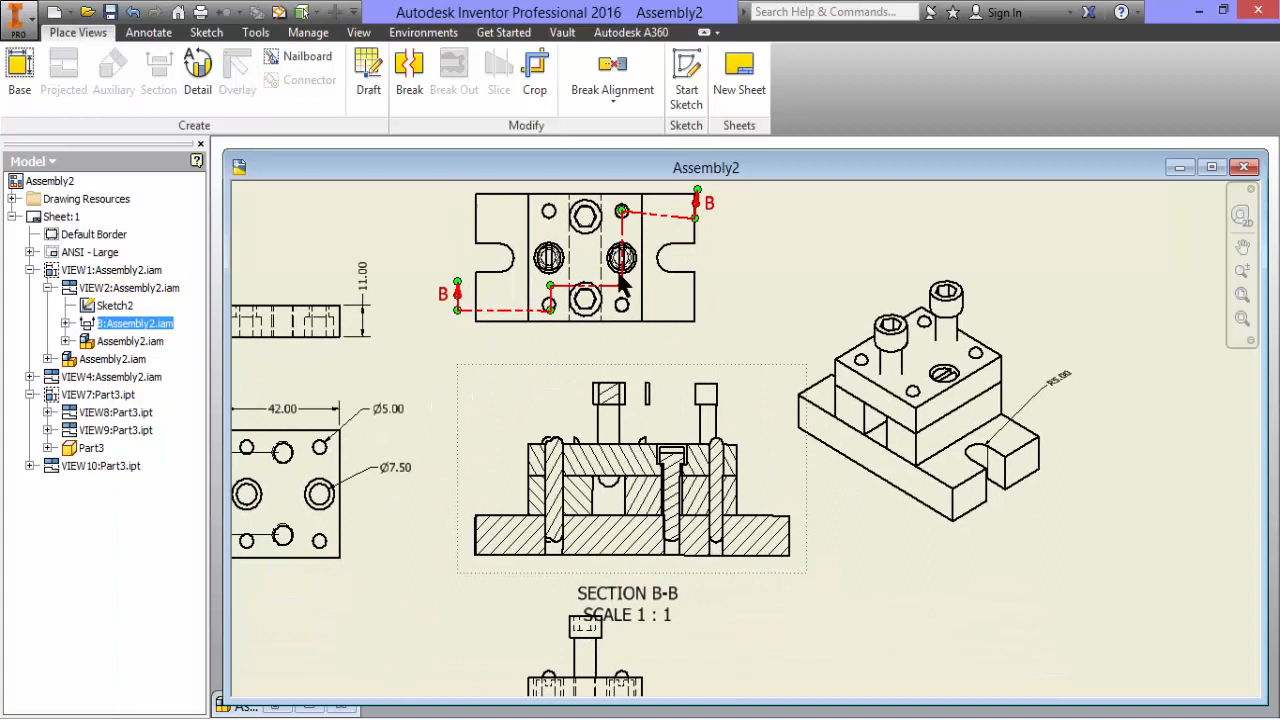 Autodesk Inventor Professional 2016 Assembly2
Search Help & Commands...
Sign In
PRO
Place Views Annotate Sketch Tools Manage View Environments Get Started Vault Autodesk A360
Base Projected Auxiliary Section Detail Overlay
Nailboard
Connector
Draft
Break Break Out Slice Crop
Break Alignment
Start Sketch
New Sheet
Create Modify Sketch Sheets
Model
Assembly2
Drawing Resources
Sheet:1
Default Border
ANSI - Large
VIEW1:Assembly2.iam
VIEW2:Assembly2.iam
Sketch2
B:Assembly2.iam
Assembly2.iam
Assembly2.iam
VIEW4:Assembly2.iam
VIEW7:Part3.ipt
VIEW8:Part3.ipt
VIEW9:Part3.ipt
Part3
VIEW10:Part3.ipt
Assembly2
B
B
11.00
42.00
Ø5.00
Ø7.50
R5.00
SECTION B-B
SCALE 1 : 1
As...